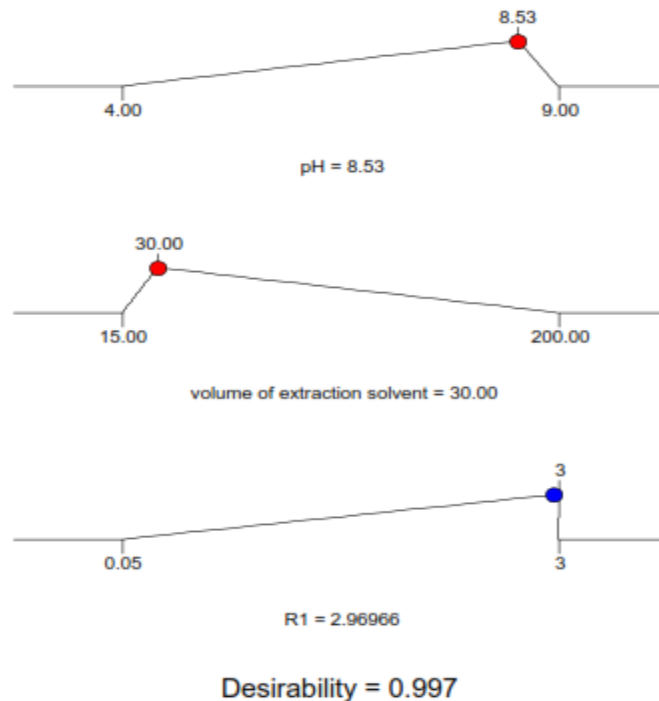 8.53
4.00 9.00
pH = 8.53
30.00
15.00 200.00
volume of extraction solvent = 30.00
3
0.05 3
R1 = 2.96966
Desirability = 0.997